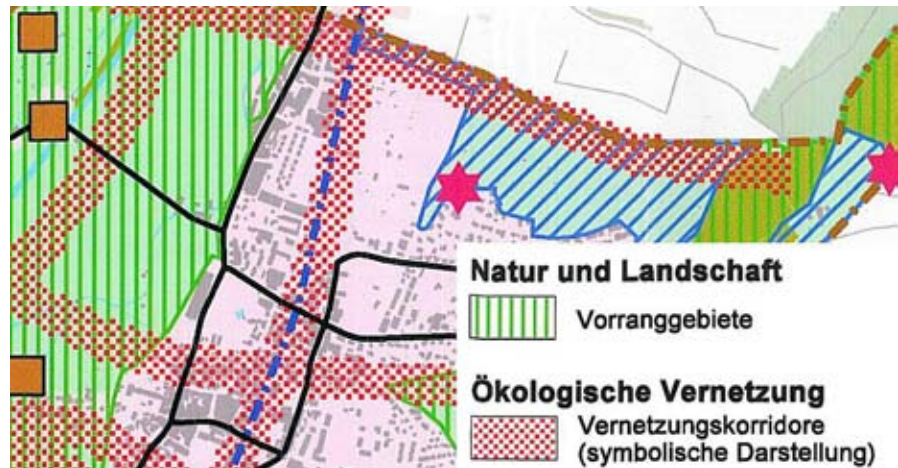 Natur und Landschaft
Vorranggebiete
Ökologische Vernetzung
Vernetzungskorridore
(symbolische Darstellung)